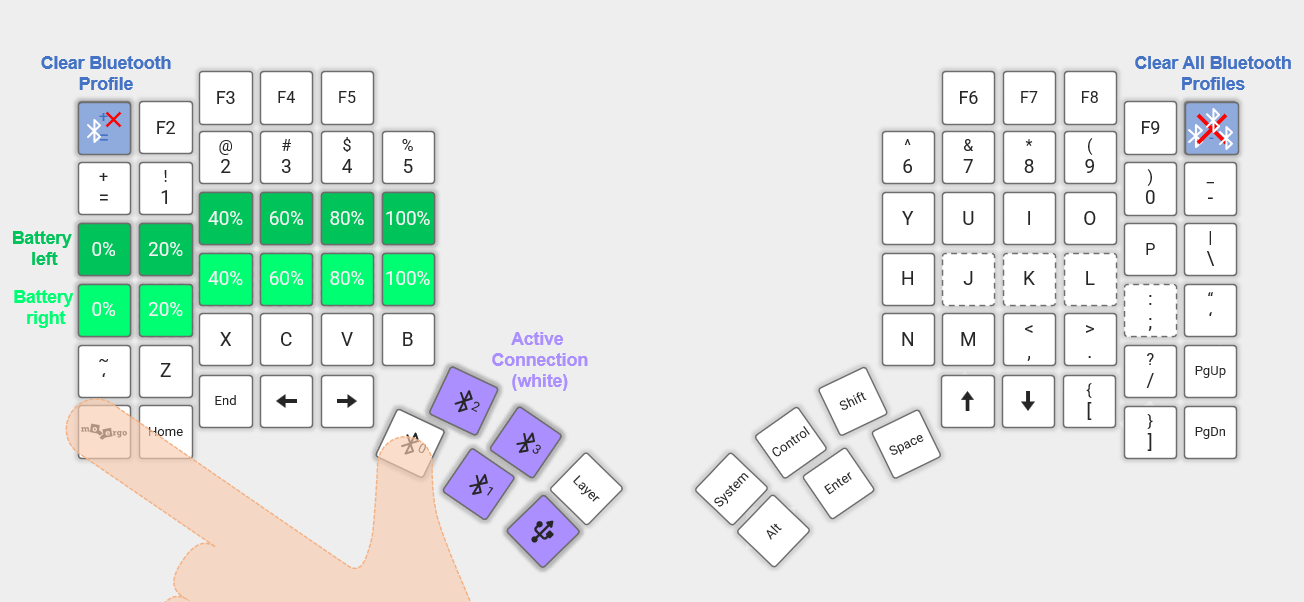 Clear Bluetooth
Profile
Clear All Bluetooth
Profiles
F3 F4 F5
F6 F7 F8
+
=
F2
F9
@
2
#
3
$
4
%
5
^
6
&
7
*
8
(
9
+
=
!
1
)
0
_
-
40% 60% 80% 100%
Y U I O
Battery
left
0% 20%
P
|
\
40% 60% 80% 100%
H J K L
Battery
right
0% 20%
:
;
“
‘
X C V B
N M
<
,
>
.
~
‘
Z
?
/
PgUp
Active
Connection
(white)
End ← →
↑ ↓
{
[
Home
}
]
PgDn
2
0
3
1
Layer
Shift
Control
Space
System
Enter
Alt